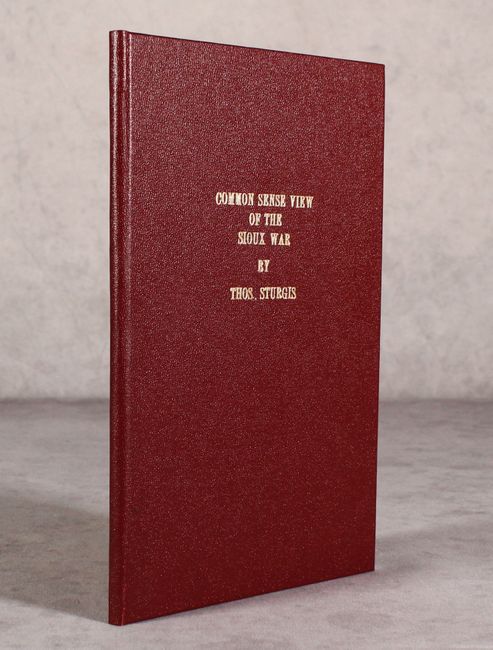 COMMON SENSE VIEW
OF THE
SIOUX WAR
BY
THOS., STURGIS